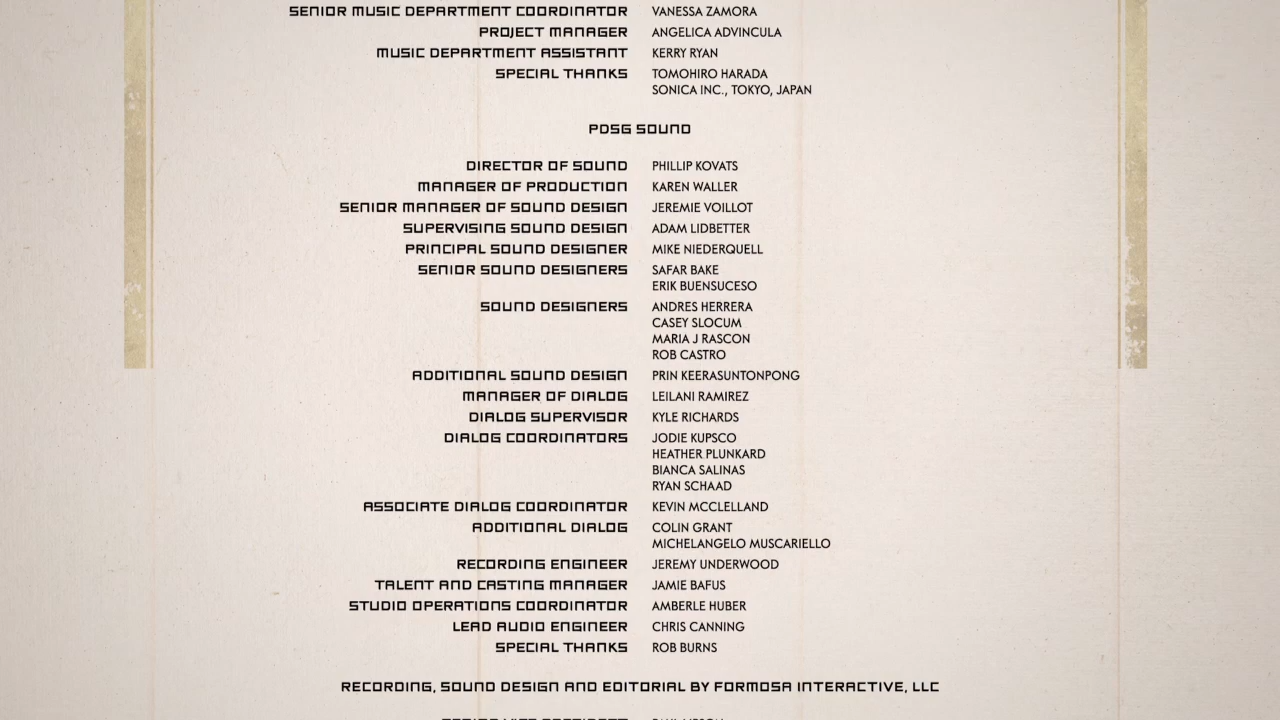 SENIOR MUSIC DEPARTMENT COORDINATOR VANESSA ZAMORA
PROJECT MANAGER ANGELICA ADVINCULA
MUSIC DEPARTMENT ASSISTANT KERRY RYAN
SPECIAL THANKS TOMOHIRO HARADA
SONICA INC., TOKYO, JAPAN
PDSG SOUND
DIRECTOR OF SOUND PHILLIP KOVATS
MANAGER OF PRODUCTION KAREN WALLER
SENIOR MANAGER OF SOUND DESIGN JEREMIE VOILLOT
SUPERVISING SOUND DESIGN ADAM LIDBETTER
PRINCIPAL SOUND DESIGNER MIKE NIEDERQUELL
SENIOR SOUND DESIGNERS SAFAR BAKE
ERIK BUENSUCESO
SOUND DESIGNERS ANDRES HERRERA
CASEY SLOCUM
MARIA J RASCON
ROB CASTRO
ADDITIONAL SOUND DESIGN PRIN KEERASUNTONPONG
MANAGER OF DIALOG LEILANI RAMIREZ
DIALOG SUPERVISOR KYLE RICHARDS
DIALOG COORDINATORS JODIE KUPSCO
HEATHER PLUNKARD
BIANCA SALINAS
RYAN SCHAAD
ASSOCIATE DIALOG COORDINATOR KEVIN MCCLELLAND
ADDITIONAL DIALOG COLIN GRANT
MICHELANGELO MUSCARIELLO
RECORDING ENGINEER JEREMY UNDERWOOD
TALENT AND CASTING MANAGER JAMIE BAFUS
STUDIO OPERATIONS COORDINATOR AMBERLE HUBER
LEAD AUDIO ENGINEER CHRIS CANNING
SPECIAL THANKS ROB BURNS
RECORDING, SOUND DESIGN AND EDITORIAL BY FORMOSA INTERACTIVE, LLC